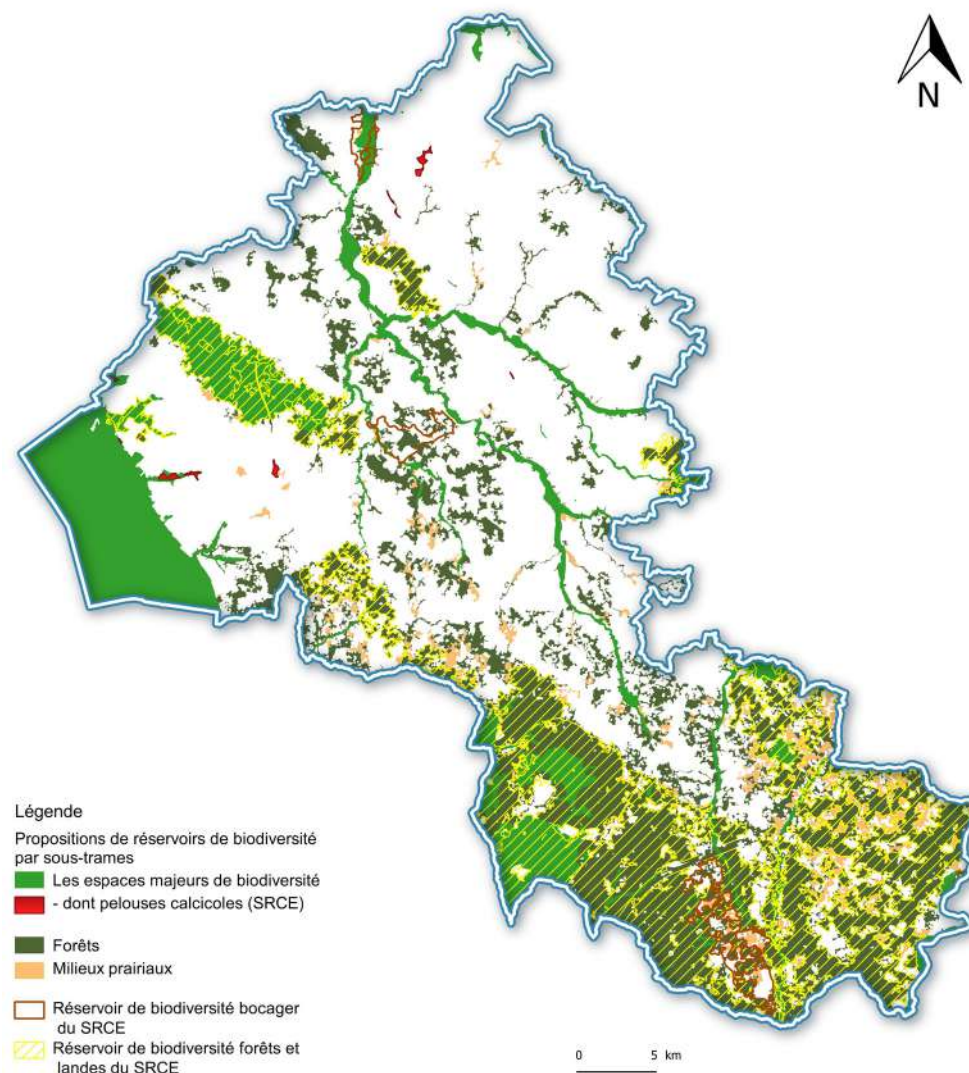 N
Légende
Propositions de réservoirs de biodiversité
par sous-trames
Les espaces majeurs de biodiversité
- dont pelouses calcicoles (SRCE)
Forêts
Milieux prairiaux
Réservoir de biodiversité bocager
du SRCE
Réservoir de biodiversité forêts et
landes du SRCE
0 5 km